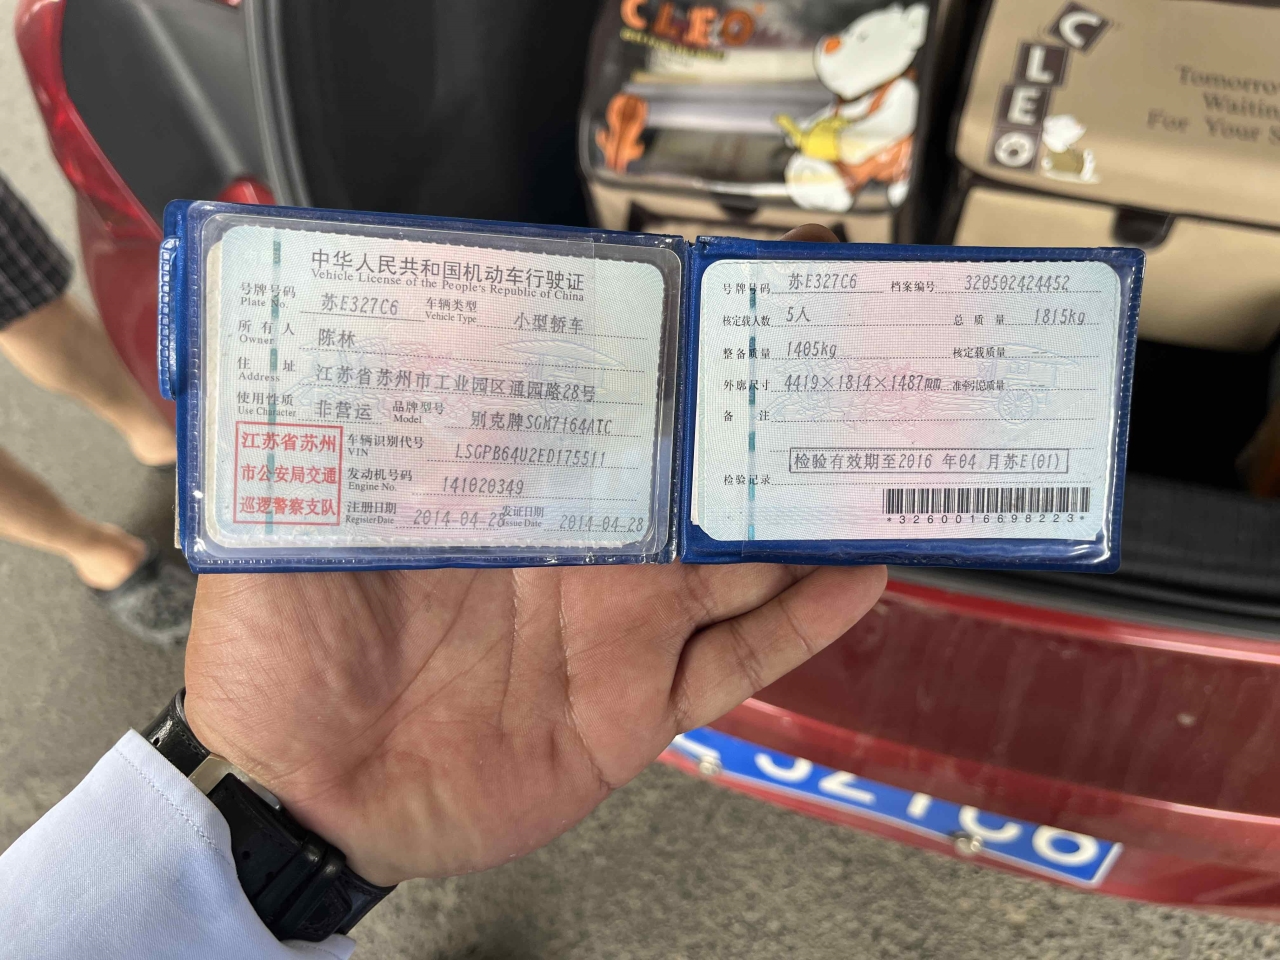 CLEO
CLEO
Tomorro
Waitin
For Your S
中华人民共和国机动车行驶证
Vehicle License of the People's Republic of China
号牌号码 苏E327C6 车辆类型 小型轿车
Plate No. Vehicle Type
所有人 陈林
Owner
住址 江苏省苏州市工业园区通园路28号
Address
使用性质 非营运 品牌型号 别克牌SGM7164ATC
Use Character Model
江苏省苏州
市公安局交通
巡逻警察支队
车辆识别代号 LSGPB64U2ED175511
VIN
发动机号码 141020349
Engine No.
注册日期 2014-04-28 发证日期 2014-04-28
Register Date Issue Date
号牌号码 苏E327C6 档案编号 320502424452
核定载人数 5人 总质量 1815kg
整备质量 1405kg 核定载质量 --
外廓尺寸 4419×1814×1487mm 准牵引总质量 --
备注
检验有效期至2016 年04 月苏E(01)
检验记录
*3260016698223*
327C6